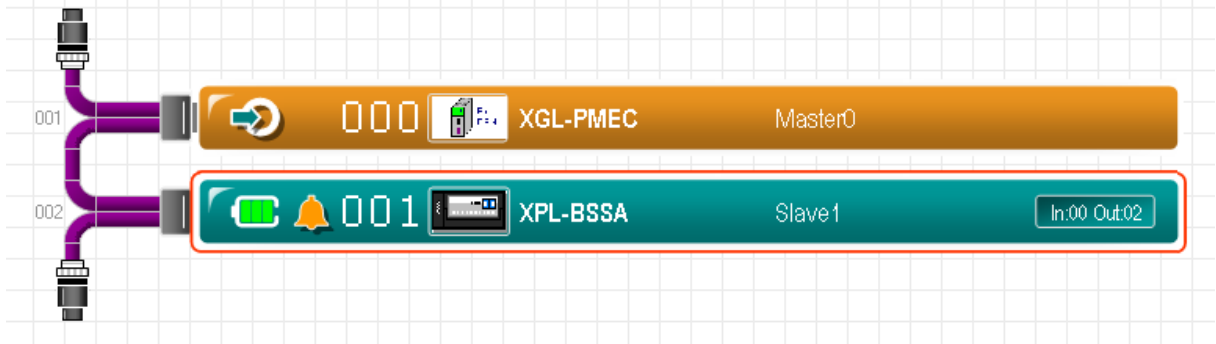 001 000 XGL-PMEC Master0
002 001 XPL-BSSA Slave1 In:00 Out:02